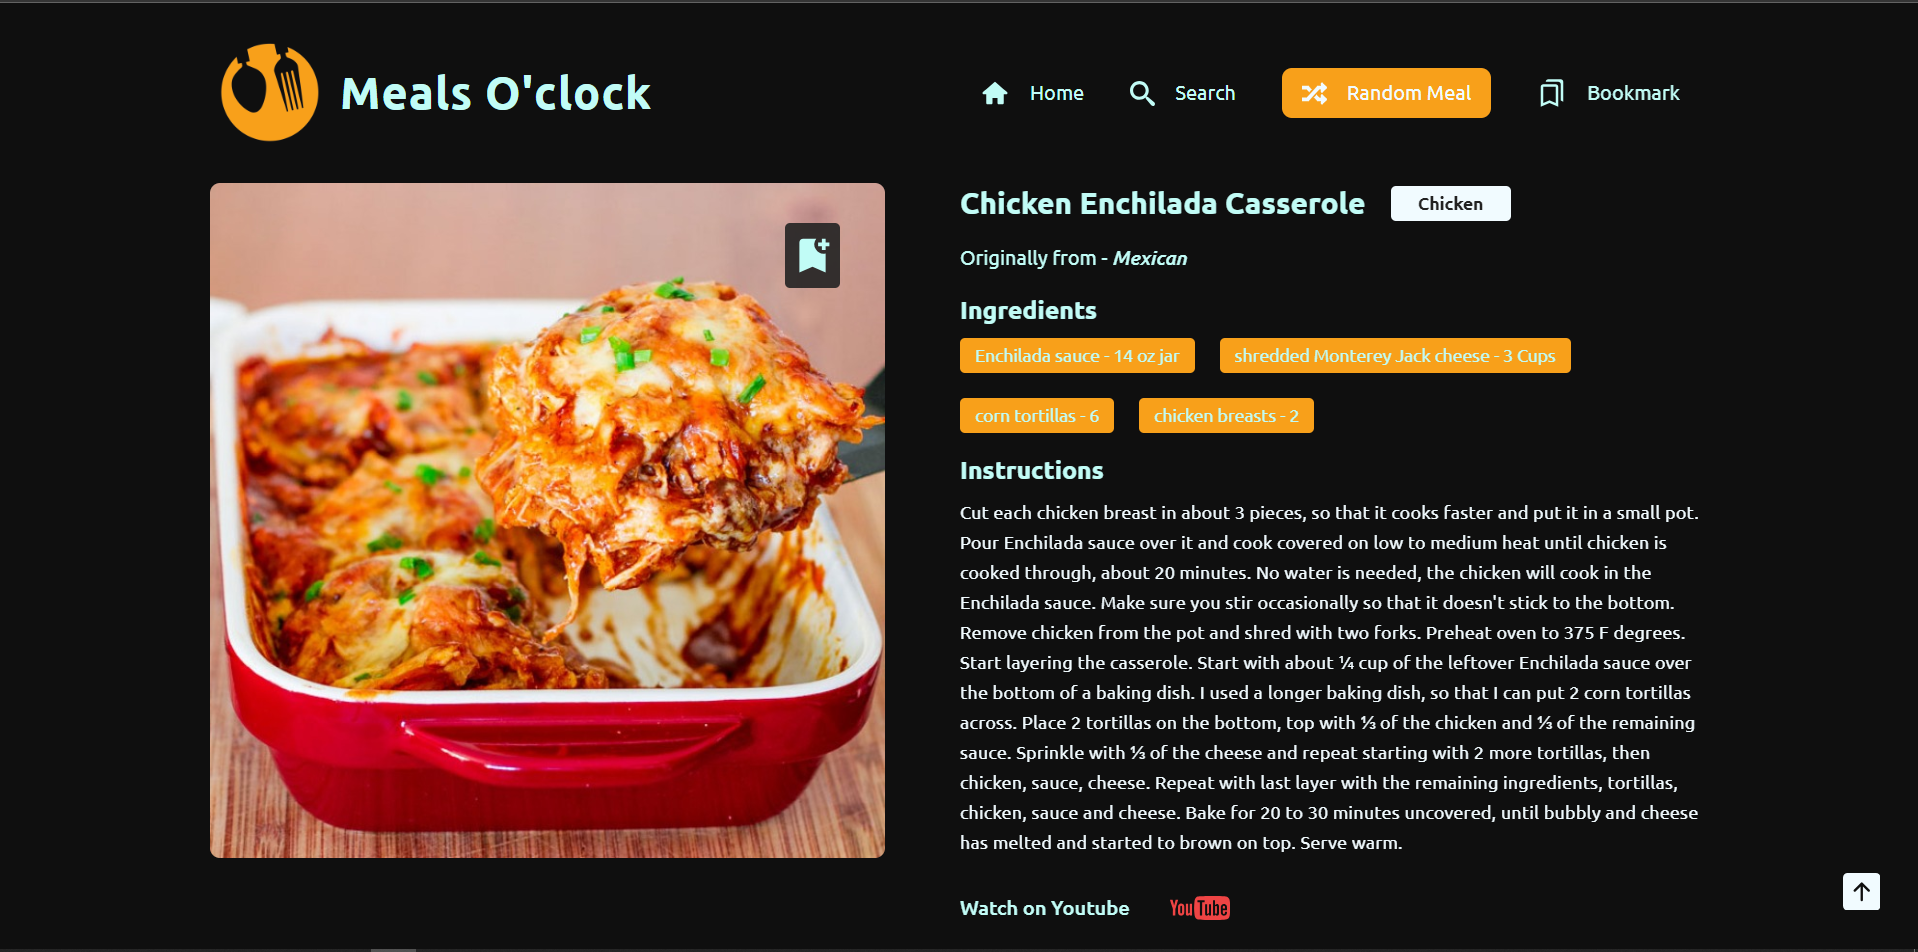 Meals O'clock
Home
Search
Random Meal
Bookmark
Chicken Enchilada Casserole
Chicken
Originally from - Mexican
Ingredients
Enchilada sauce - 14 oz jar
shredded Monterey Jack cheese - 3 Cups
corn tortillas - 6
chicken breasts - 2
Instructions
Cut each chicken breast in about 3 pieces, so that it cooks faster and put it in a small pot.
Pour Enchilada sauce over it and cook covered on low to medium heat until chicken is
cooked through, about 20 minutes. No water is needed, the chicken will cook in the
Enchilada sauce. Make sure you stir occasionally so that it doesn't stick to the bottom.
Remove chicken from the pot and shred with two forks. Preheat oven to 375 F degrees.
Start layering the casserole. Start with about ¼ cup of the leftover Enchilada sauce over
the bottom of a baking dish. I used a longer baking dish, so that I can put 2 corn tortillas
across. Place 2 tortillas on the bottom, top with ⅓ of the chicken and ⅓ of the remaining
sauce. Sprinkle with ⅓ of the cheese and repeat starting with 2 more tortillas, then
chicken, sauce, cheese. Repeat with last layer with the remaining ingredients, tortillas,
chicken, sauce and cheese. Bake for 20 to 30 minutes uncovered, until bubbly and cheese
has melted and started to brown on top. Serve warm.
Watch on Youtube
YouTube